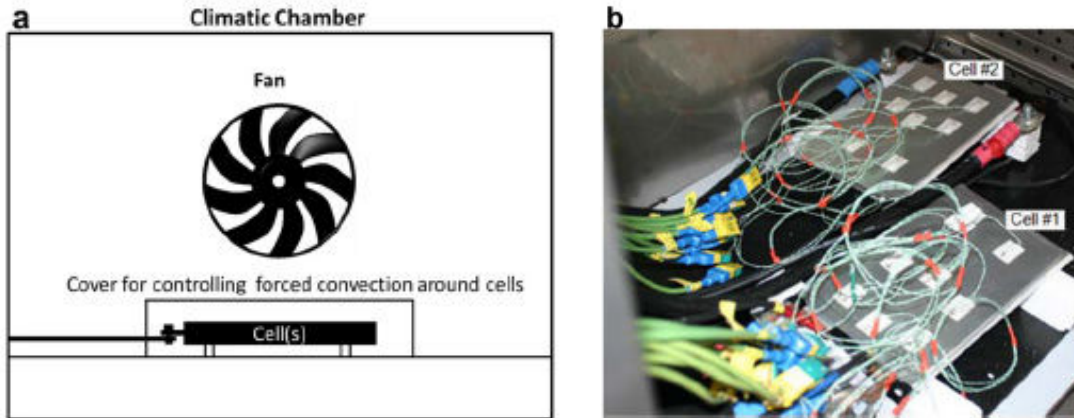 a
Climatic Chamber
Fan
Cover for controlling forced convection around cells
Cell(s)
b
Cell #2
Cell #1